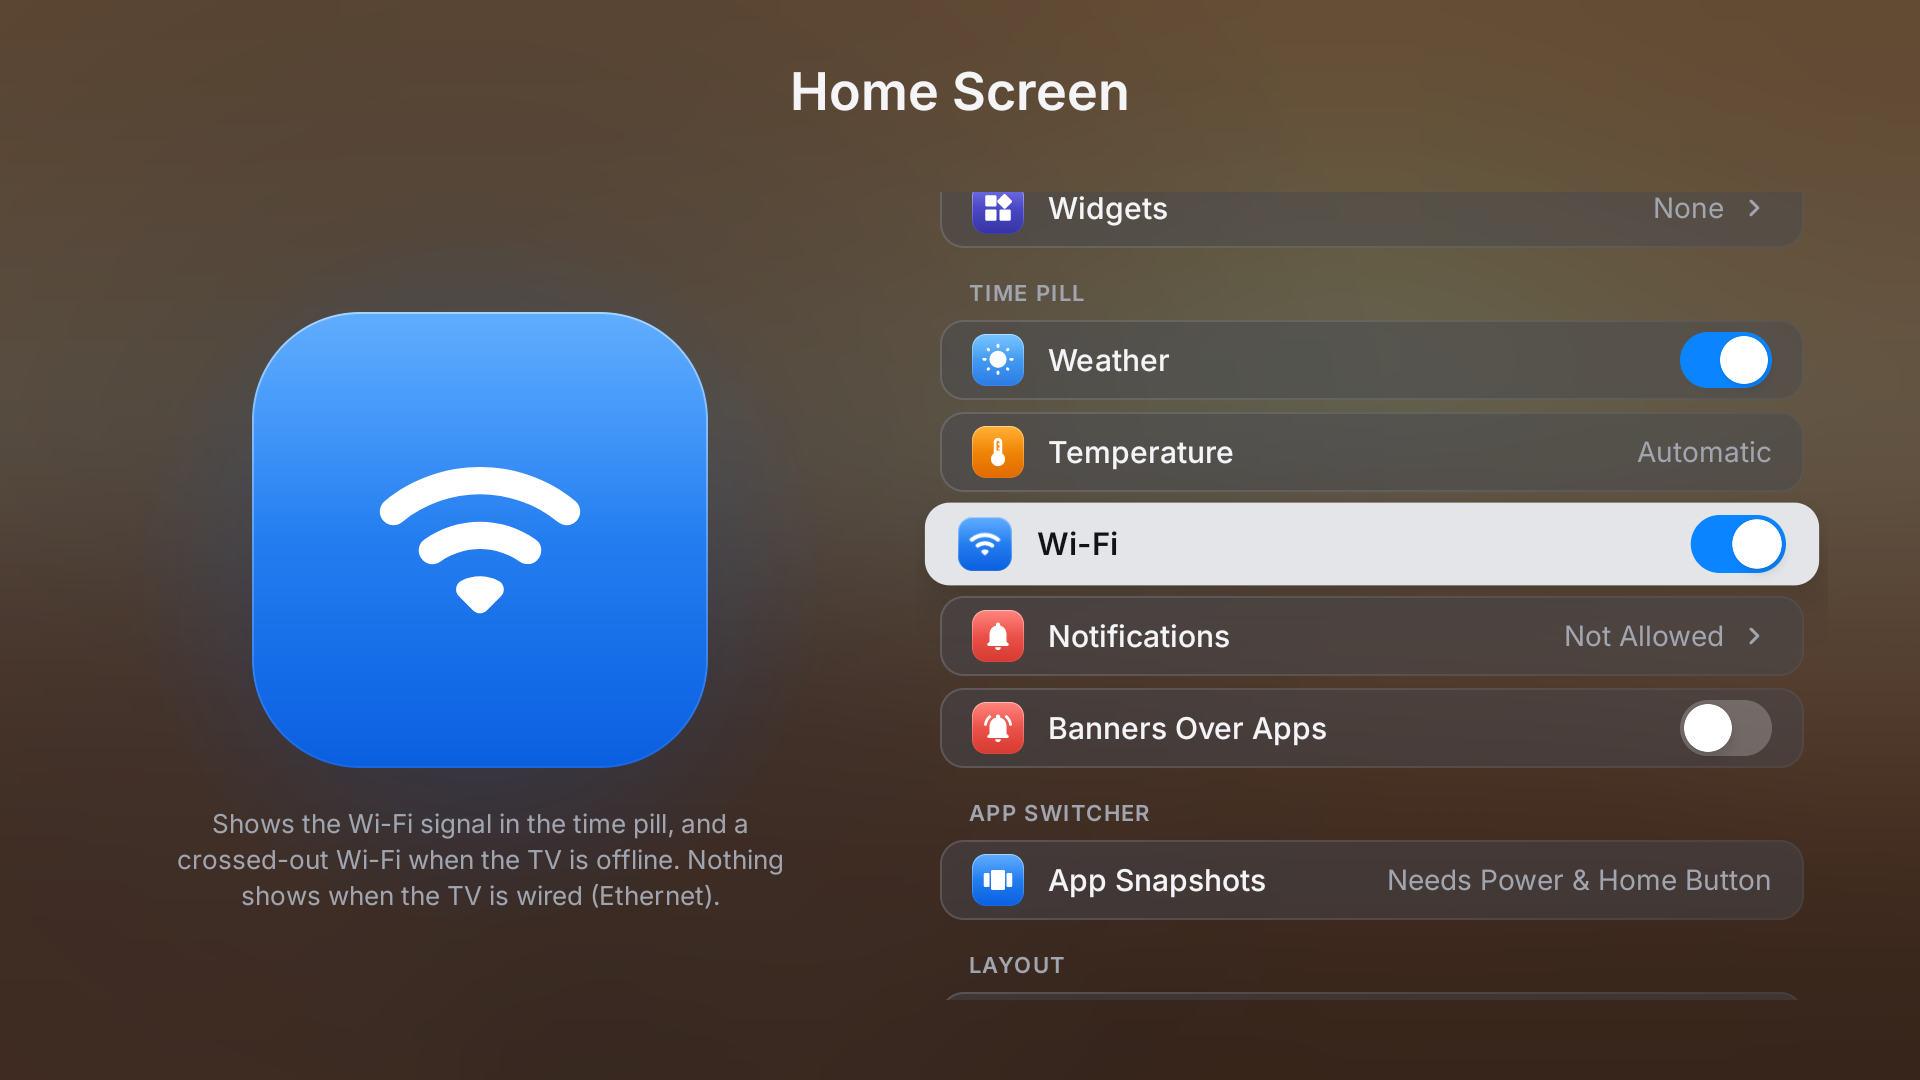 Home Screen
Widgets
None
TIME PILL
Weather
Temperature
Automatic
Wi-Fi
Notifications
Not Allowed
Banners Over Apps
APP SWITCHER
App Snapshots
Needs Power & Home Button
LAYOUT
Shows the Wi-Fi signal in the time pill, and a
crossed-out Wi-Fi when the TV is offline. Nothing
shows when the TV is wired (Ethernet).